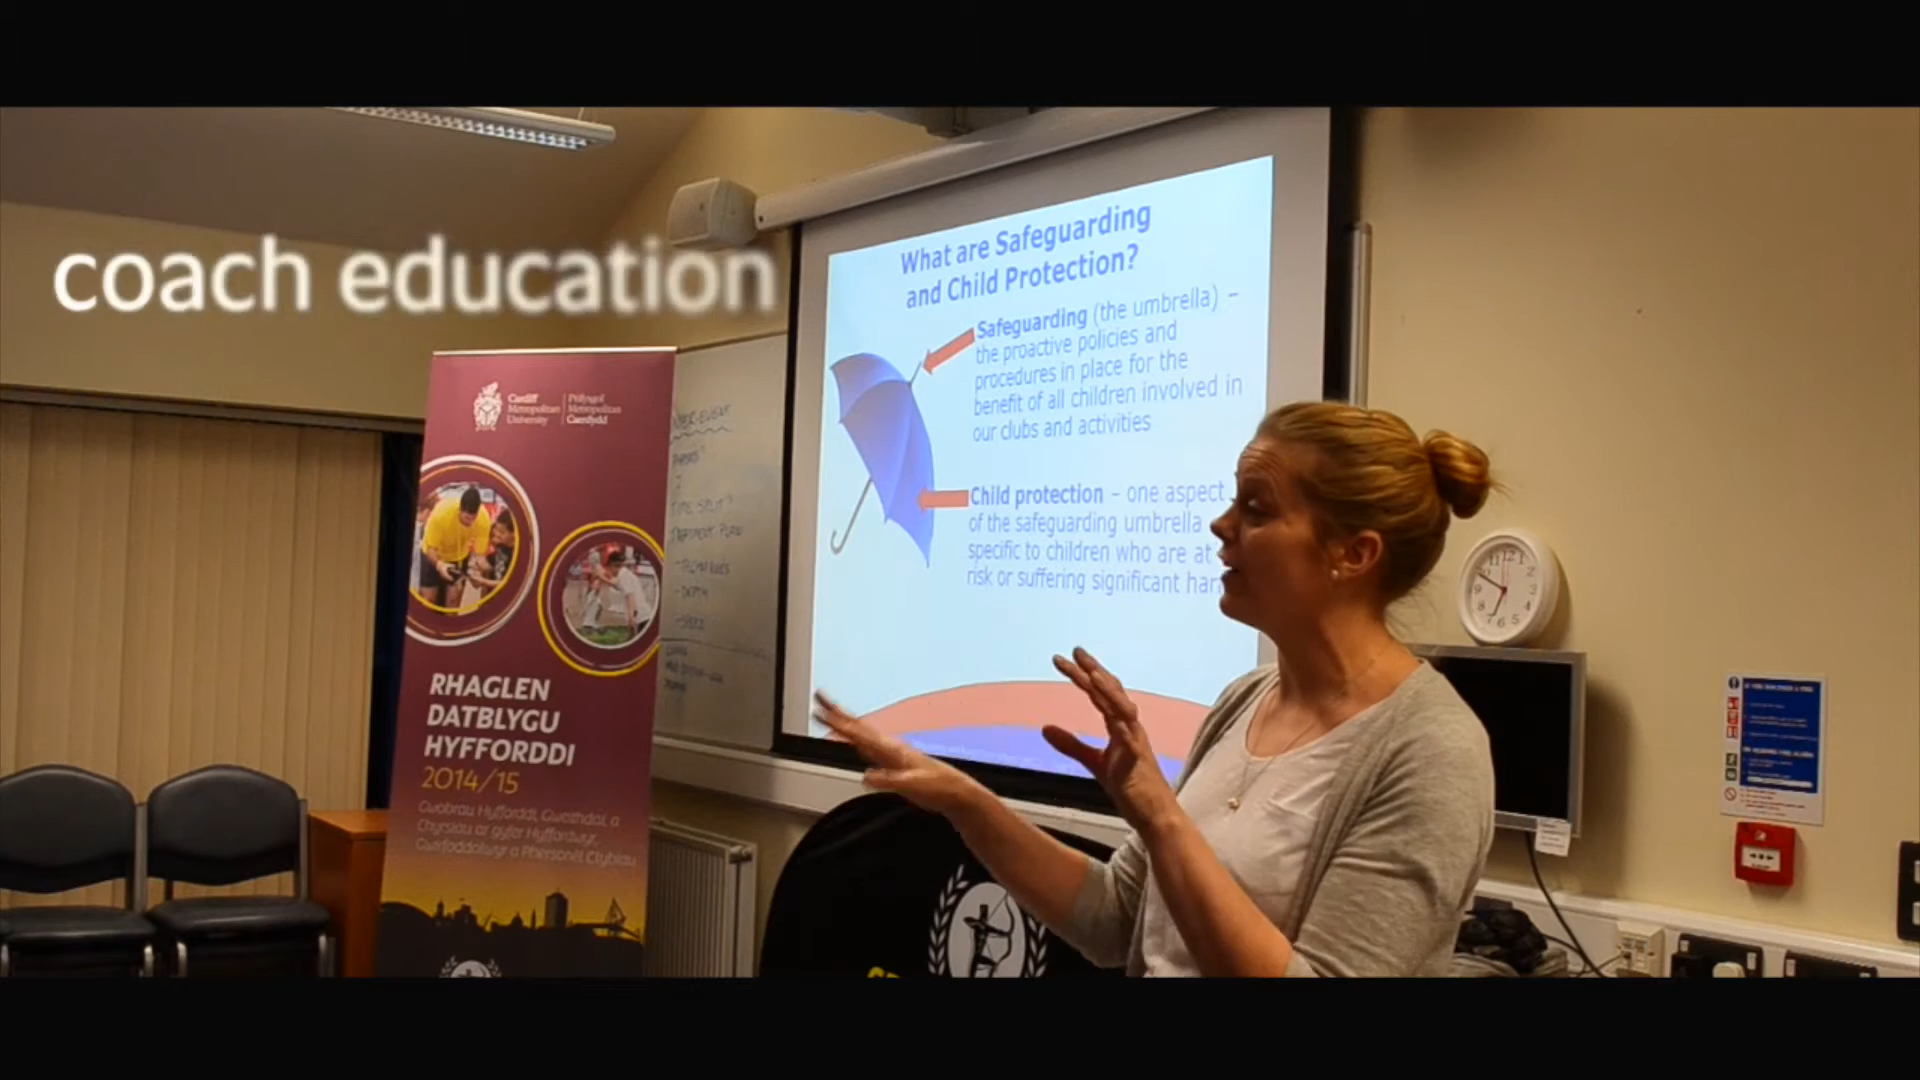 coach education
What are Safeguarding
and Child Protection?
Safeguarding (the umbrella) –
the proactive policies and
procedures in place for the
benefit of all children involved in
our clubs and activities
Child protection – one aspect
of the safeguarding umbrella
specific to children who are at
risk or suffering significant har
Cardiff
Metropolitan
University
Prifysgol
Metropolitan
Caerdydd
RHAGLEN
DATBLYGU
HYFFORDDI
2014/15
Gwobrau Hyfforddi, Gweithdai, a
Chyrsiau ar gyfer Hyfforddwyr,
Gwirfoddolwyr a Phersonél Clybiau
TIME SPLIT
- DEPTH